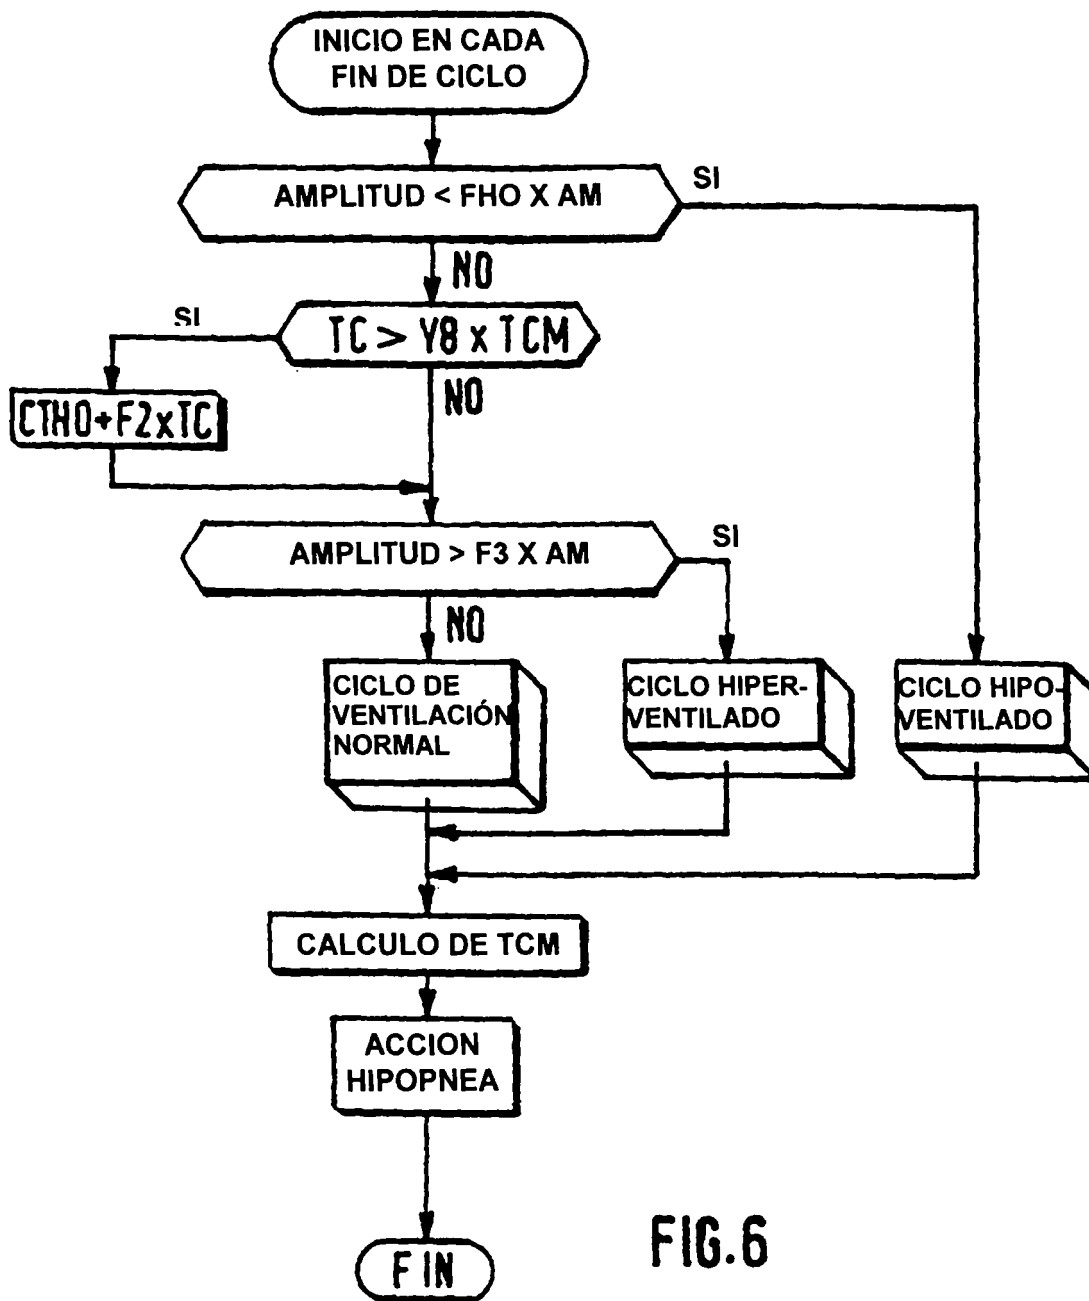 INICIO EN CADA
FIN DE CICLO
AMPLITUD < FHO X AM
SI
NO
SI
TC > Y8 x TCM
NO
CTHO+F2xTC
AMPLITUD > F3 X AM
SI
NO
CICLO DE
VENTILACIÓN
NORMAL
CICLO HIPER-
VENTILADO
CICLO HIPO-
VENTILADO
CALCULO DE TCM
ACCION
HIPOPNEA
FIN
FIG.6